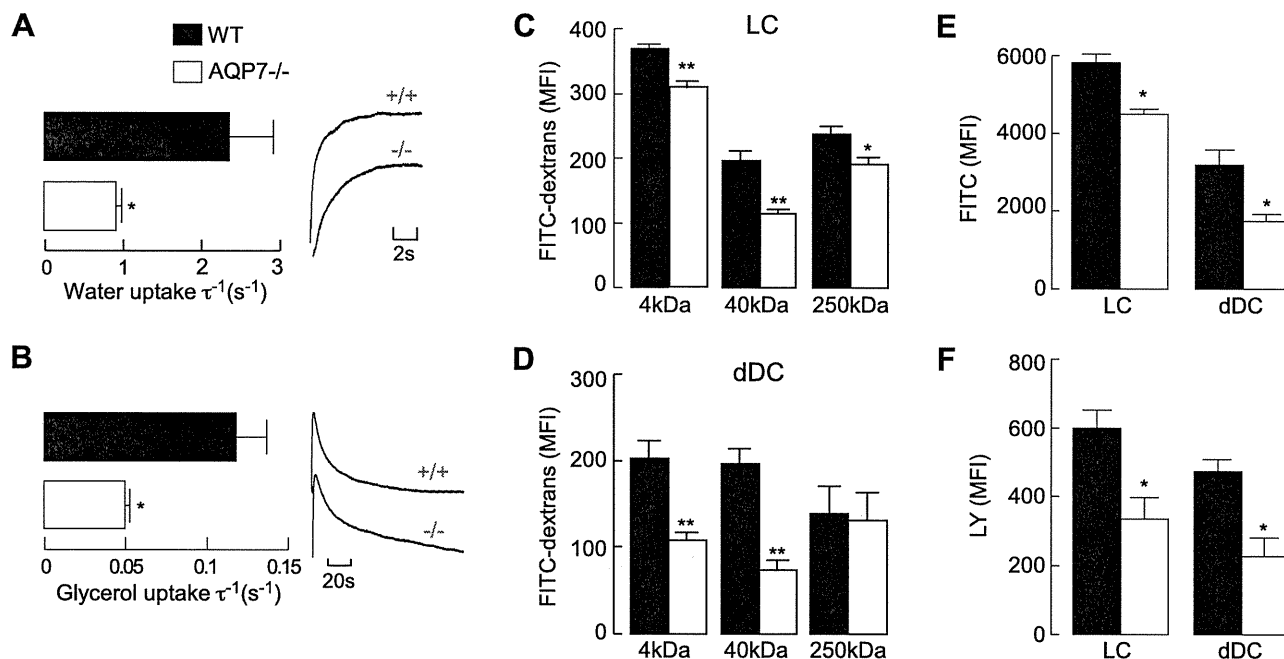 A
WT
AQP7-/-
+/+
-/-
*
2s
0 1 2 3
Water uptake τ-1(s-1)
B
+/+
-/-
*
20s
0 0.05 0.1 0.15
Glycerol uptake τ-1(s-1)
C
LC
FITC-dextrans (MFI)
400
300
200
100
0
**
**
*
4kDa 40kDa 250kDa
D
dDC
FITC-dextrans (MFI)
300
200
100
0
**
**
4kDa 40kDa 250kDa
E
FITC (MFI)
6000
4000
2000
0
*
*
LC dDC
F
LY (MFI)
800
600
400
200
0
*
*
LC dDC